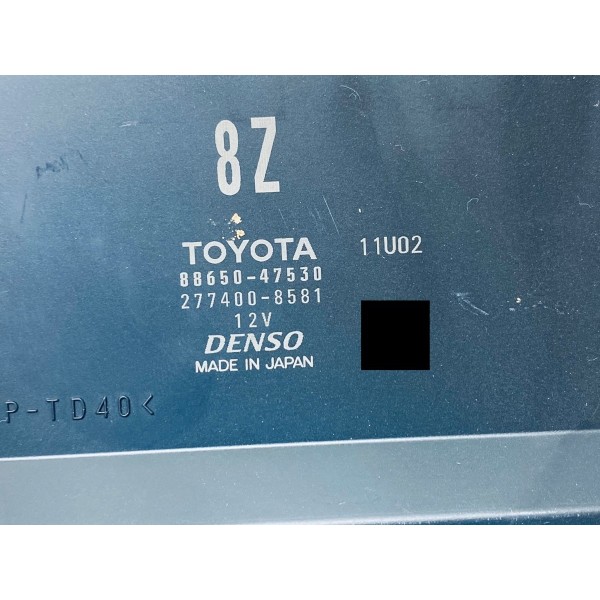 8Z
TOYOTA 11U02
88650-47530
277400-8581
12V
DENSO
MADE IN JAPAN
P-TD40<